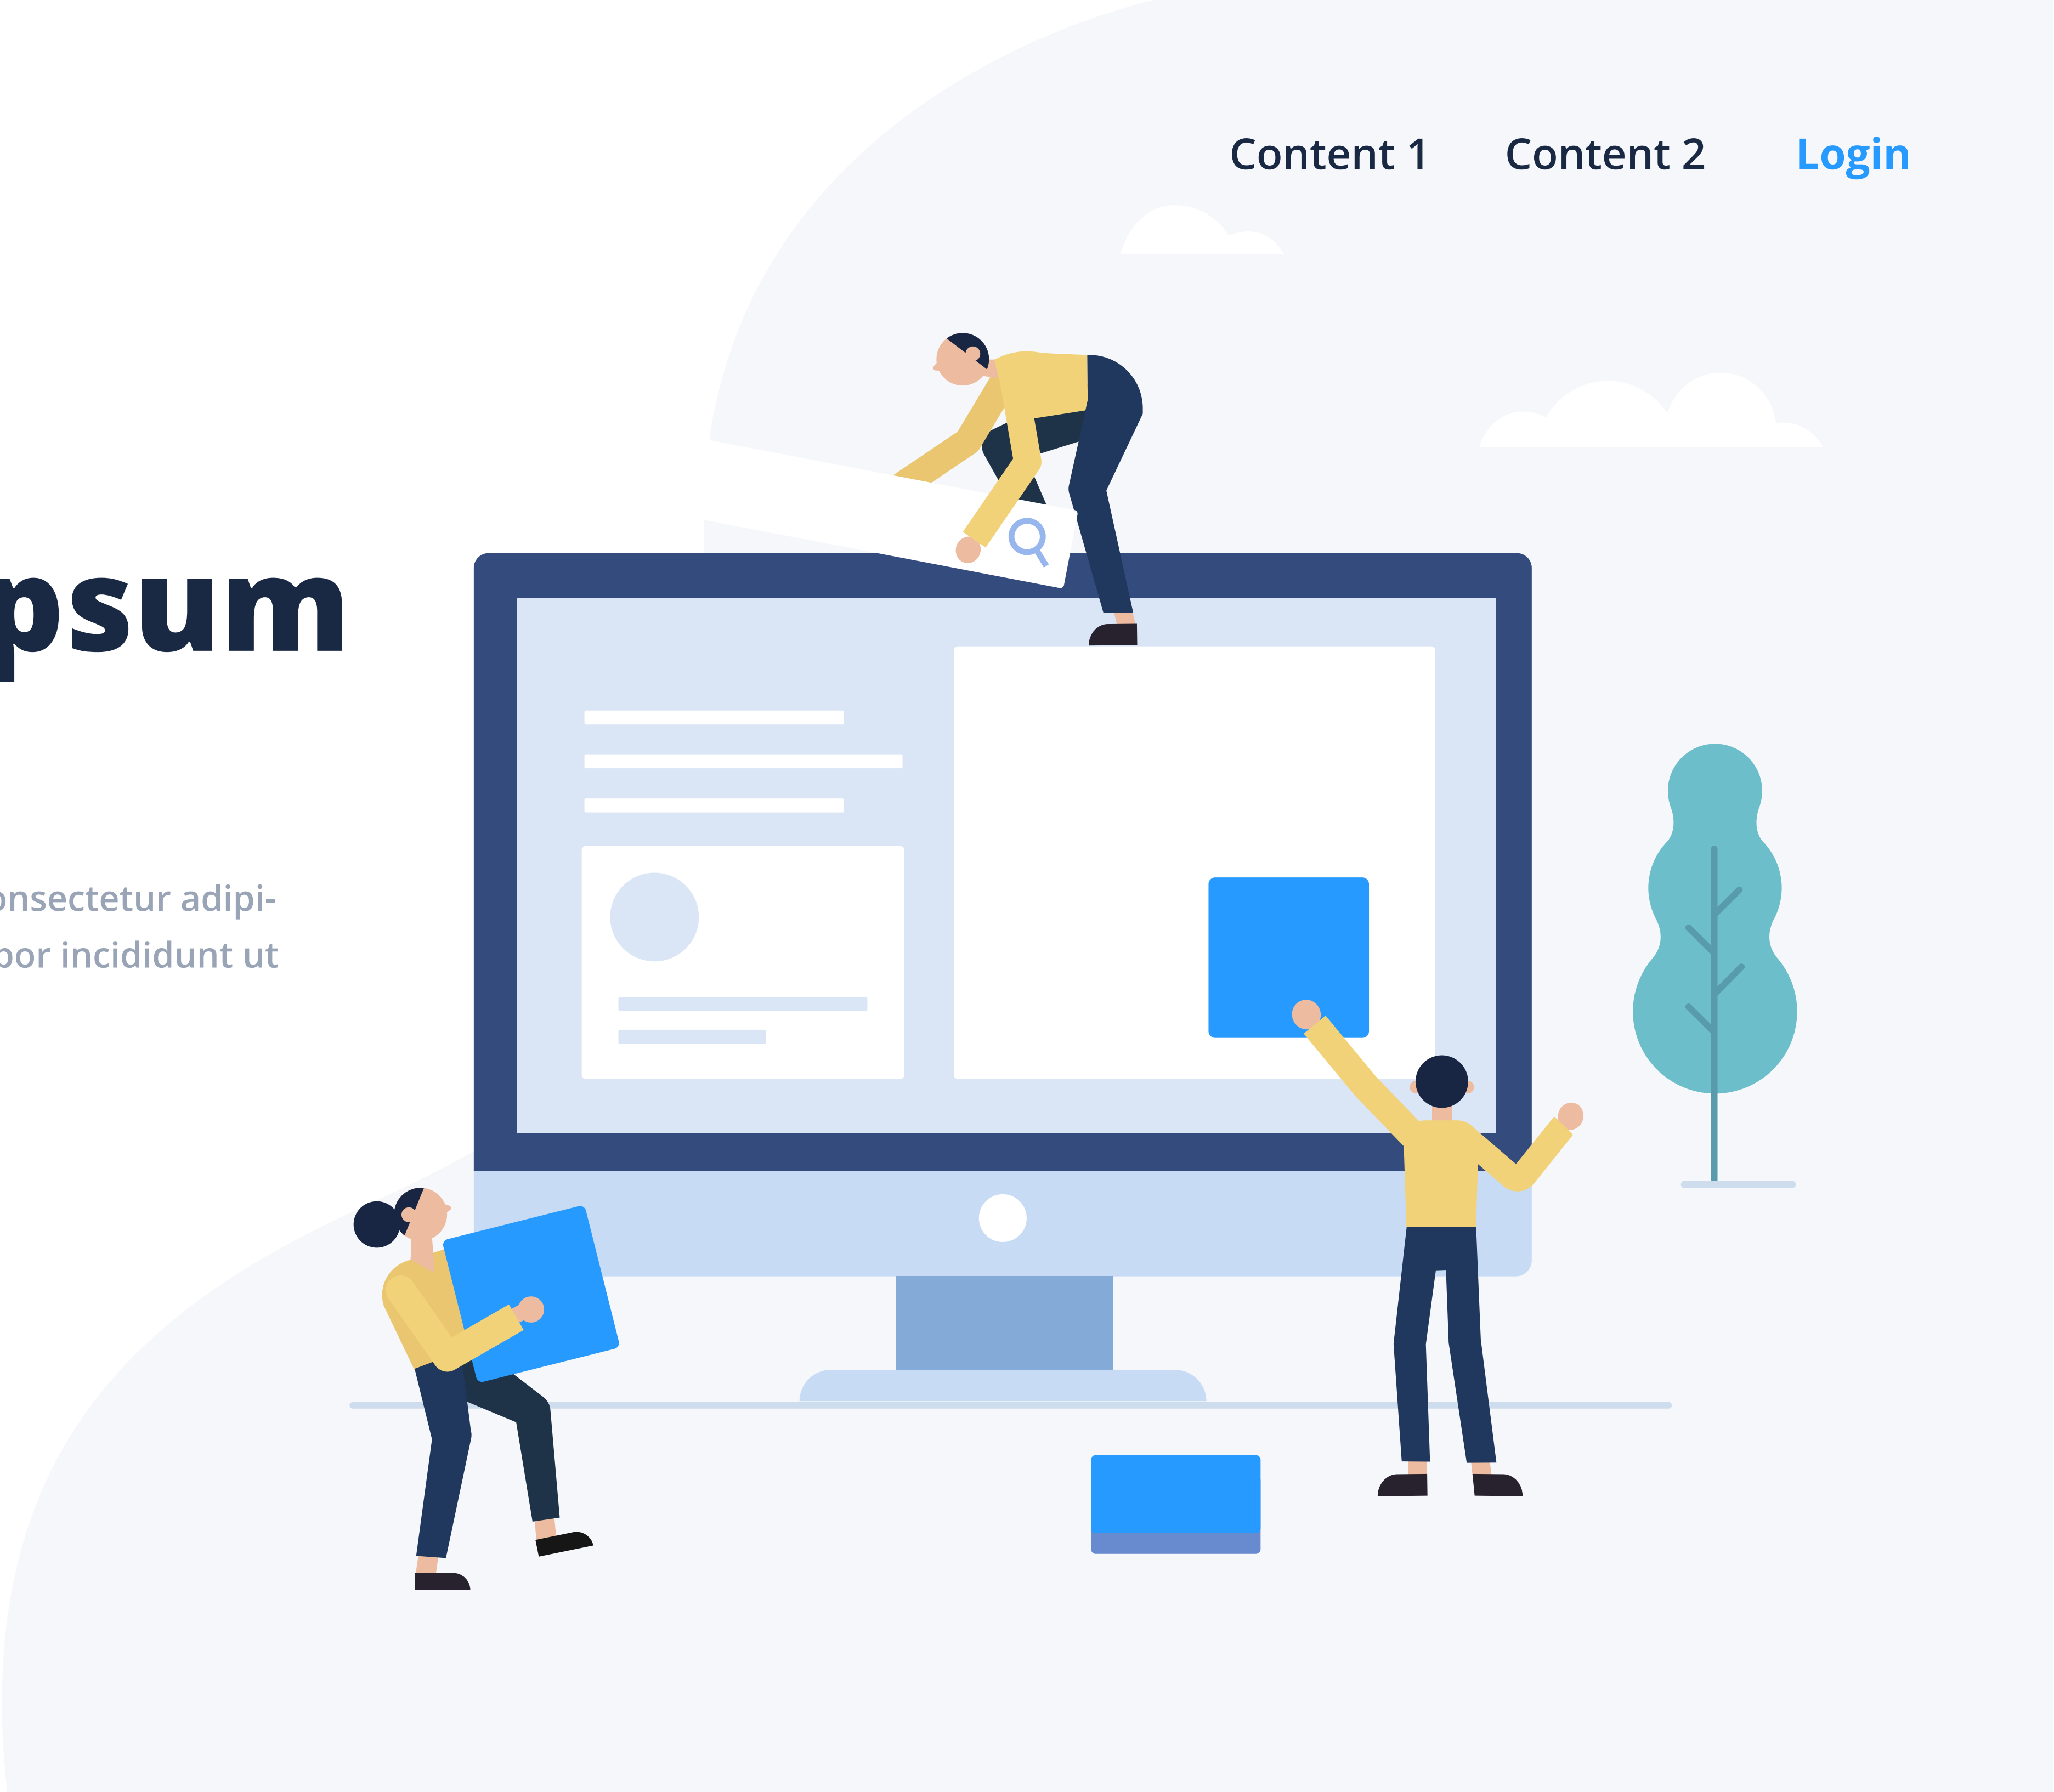 Content 1 Content 2 Login
psum
onsectetur adipi-
por incididunt ut